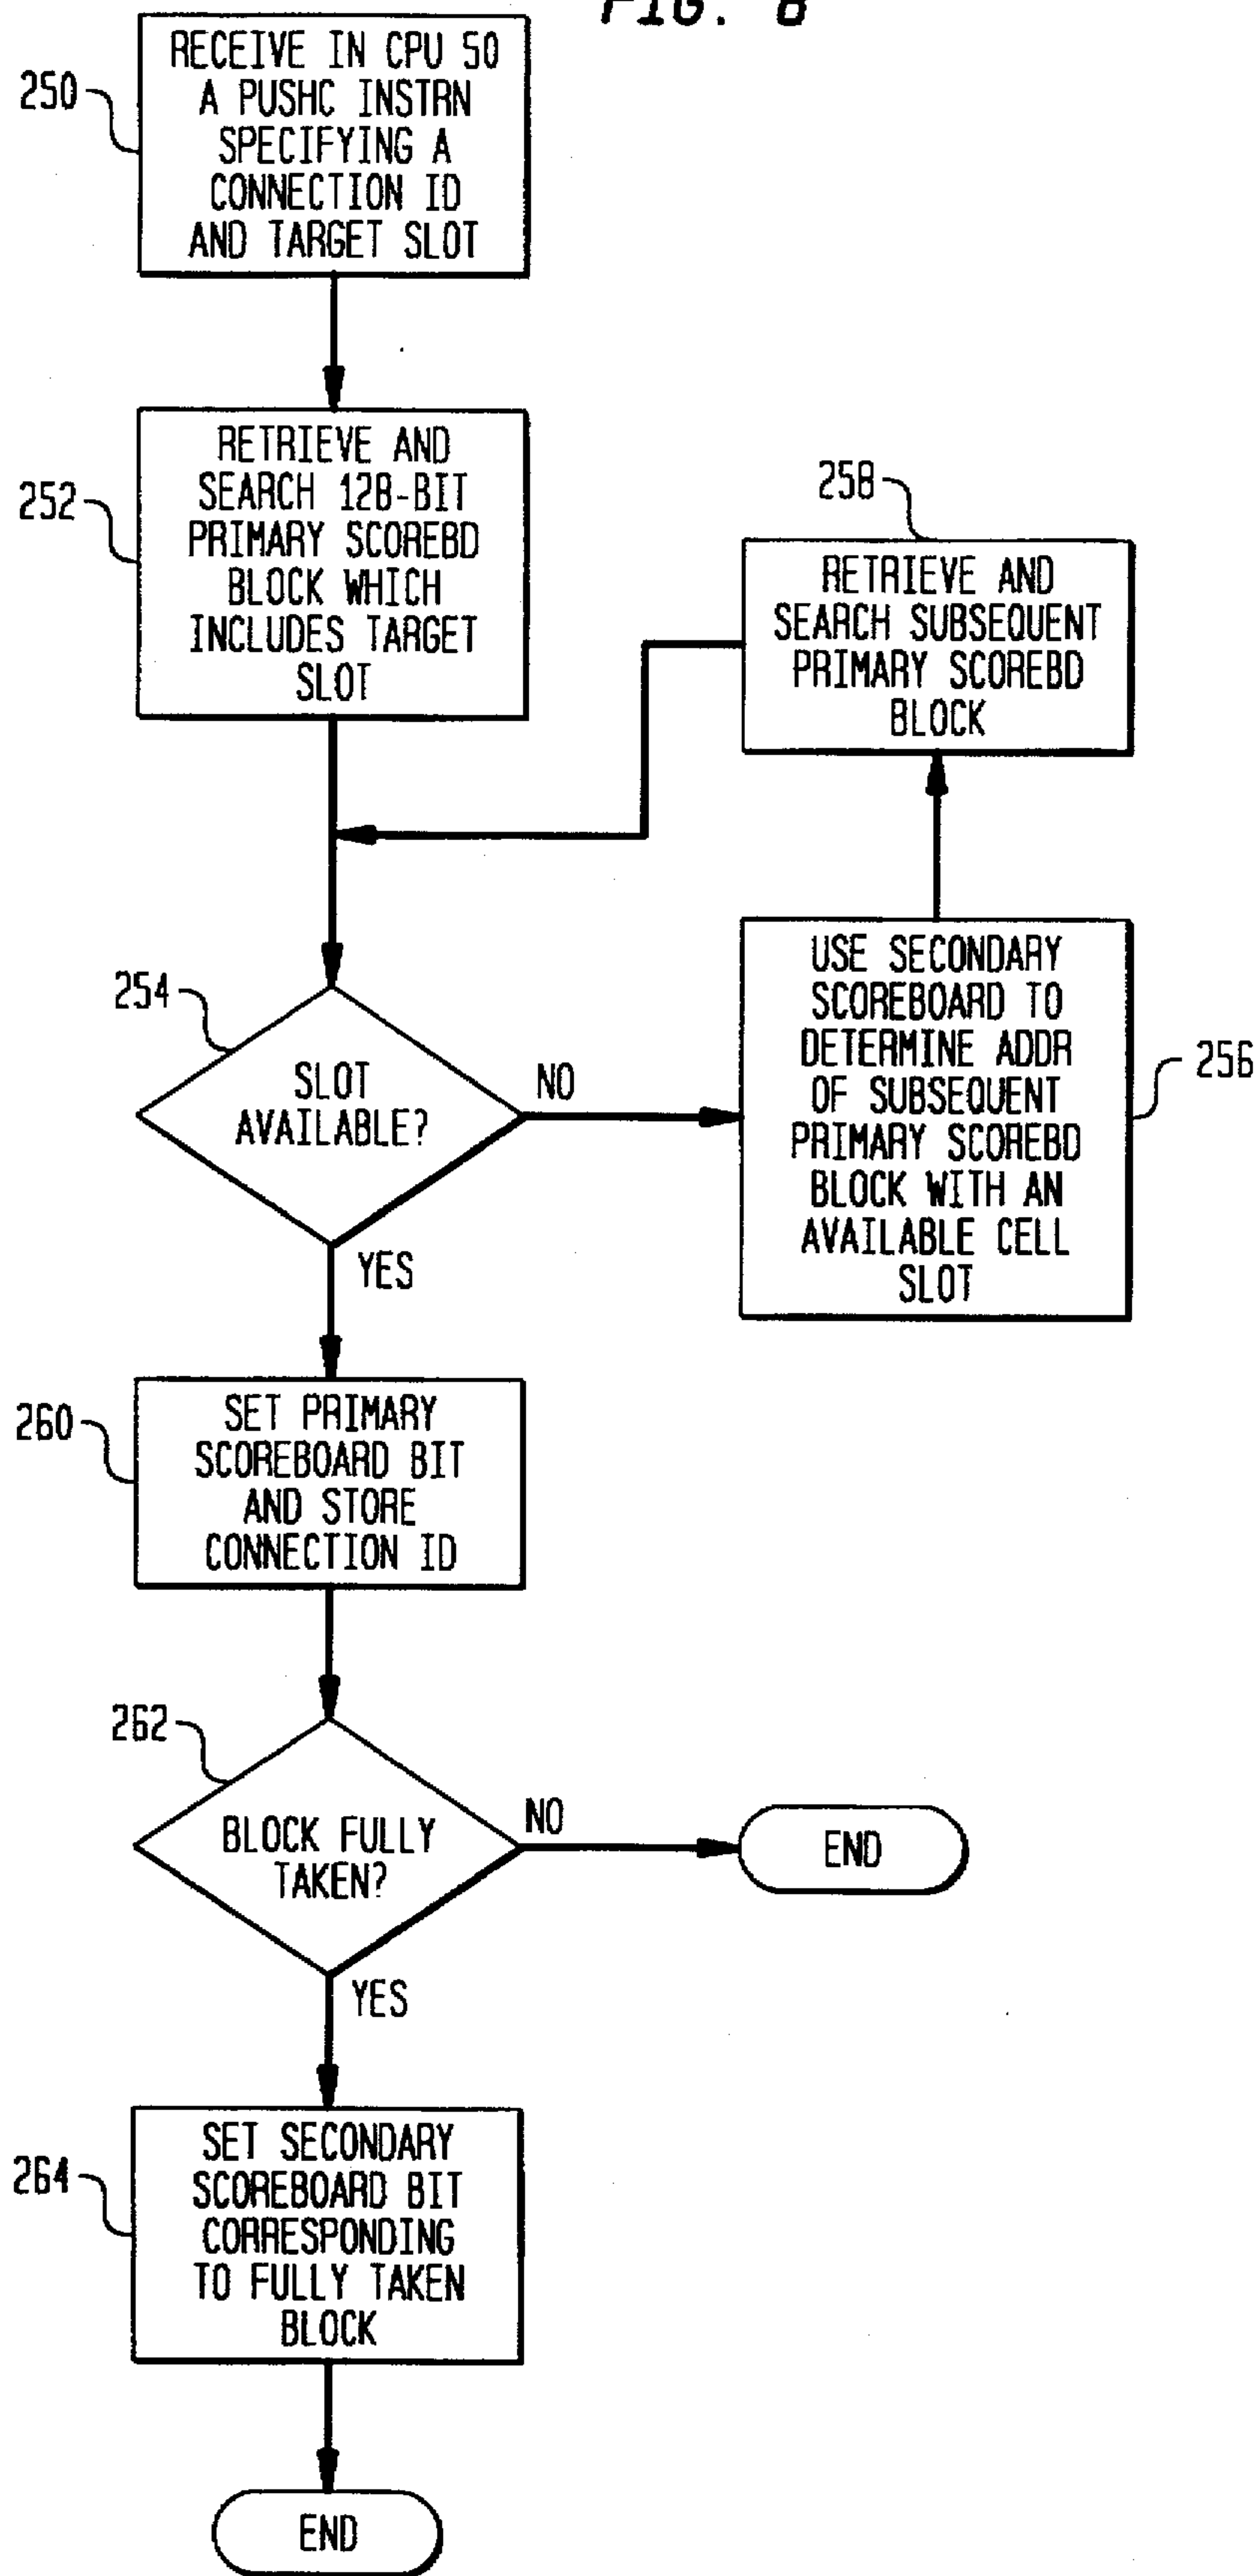 FIG. 8
250
RECEIVE IN CPU 50
A PUSHC INSTRN
SPECIFYING A
CONNECTION ID
AND TARGET SLOT
252
RETRIEVE AND
SEARCH 128-BIT
PRIMARY SCOREBD
BLOCK WHICH
INCLUDES TARGET
SLOT
258
RETRIEVE AND
SEARCH SUBSEQUENT
PRIMARY SCOREBD
BLOCK
254
SLOT
AVAILABLE?
NO
YES
256
USE SECONDARY
SCOREBOARD TO
DETERMINE ADDR
OF SUBSEQUENT
PRIMARY SCOREBD
BLOCK WITH AN
AVAILABLE CELL
SLOT
260
SET PRIMARY
SCOREBOARD BIT
AND STORE
CONNECTION ID
262
BLOCK FULLY
TAKEN?
NO
END
YES
264
SET SECONDARY
SCOREBOARD BIT
CORRESPONDING
TO FULLY TAKEN
BLOCK
END